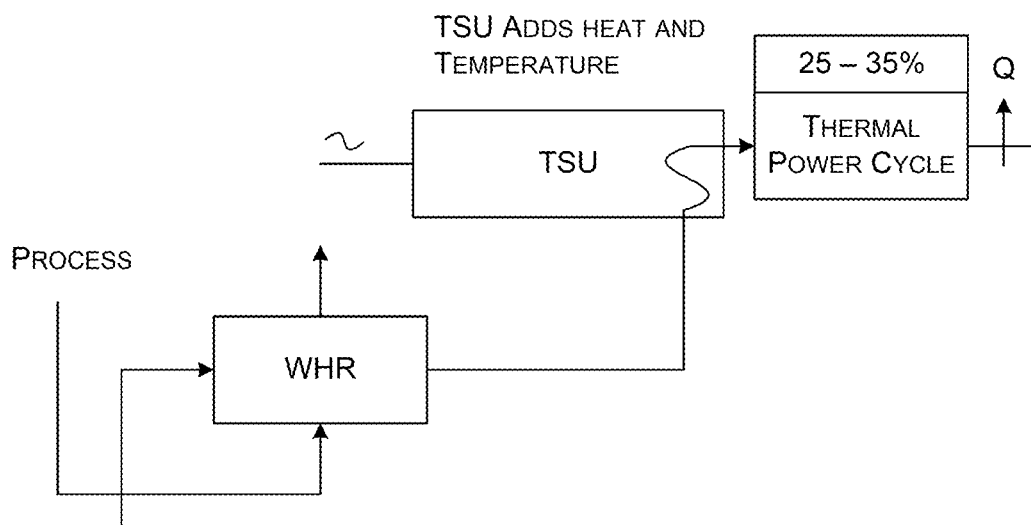 TSU ADDS HEAT AND
TEMPERATURE
25 – 35%
Q
TSU
THERMAL
POWER CYCLE
PROCESS
WHR